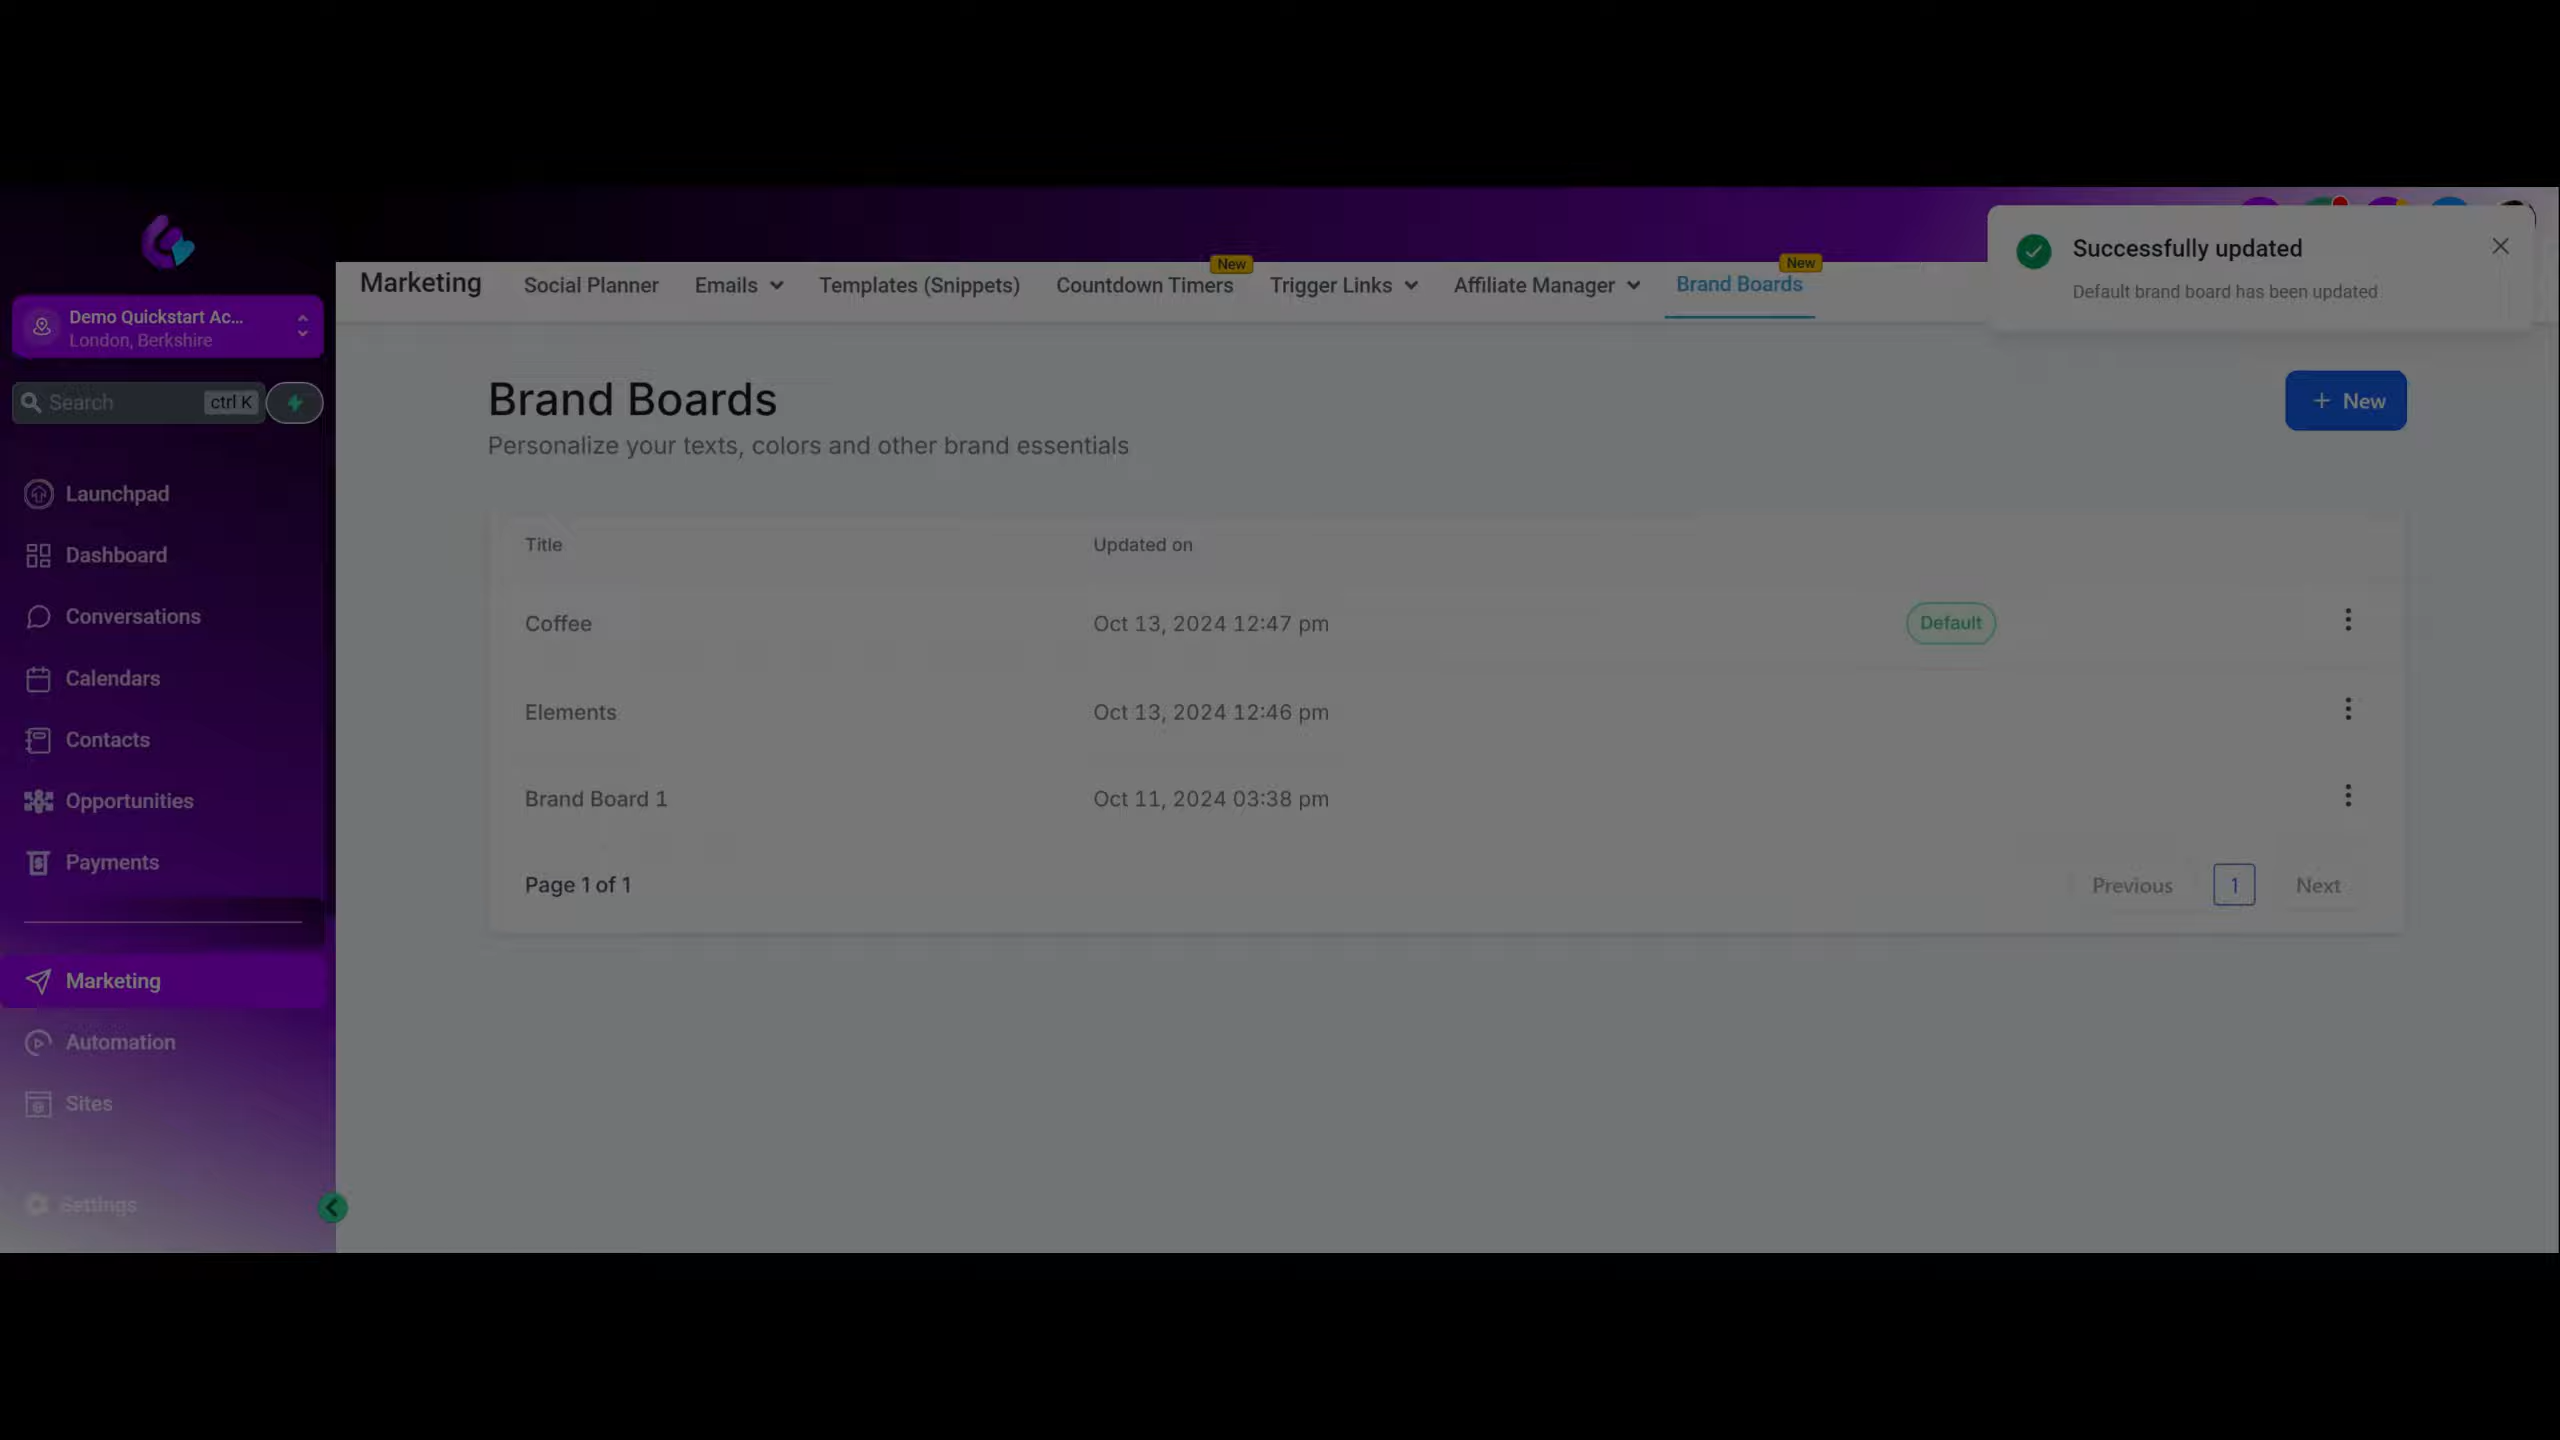 Successfully updated
Default brand board has been updated
Marketing
Social Planner
Emails
Templates (Snippets)
Countdown Timers
New
Trigger Links
Affiliate Manager
Brand Boards
New
Demo Quickstart Ac...
London, Berkshire
Search
ctrl K
Launchpad
Dashboard
Conversations
Calendars
Contacts
Opportunities
Payments
Marketing
Automation
Sites
Settings
Brand Boards
Personalize your texts, colors and other brand essentials
+ New
Title Updated on
Coffee Oct 13, 2024 12:47 pm Default
Elements Oct 13, 2024 12:46 pm
Brand Board 1 Oct 11, 2024 03:38 pm
Page 1 of 1
Previous 1 Next